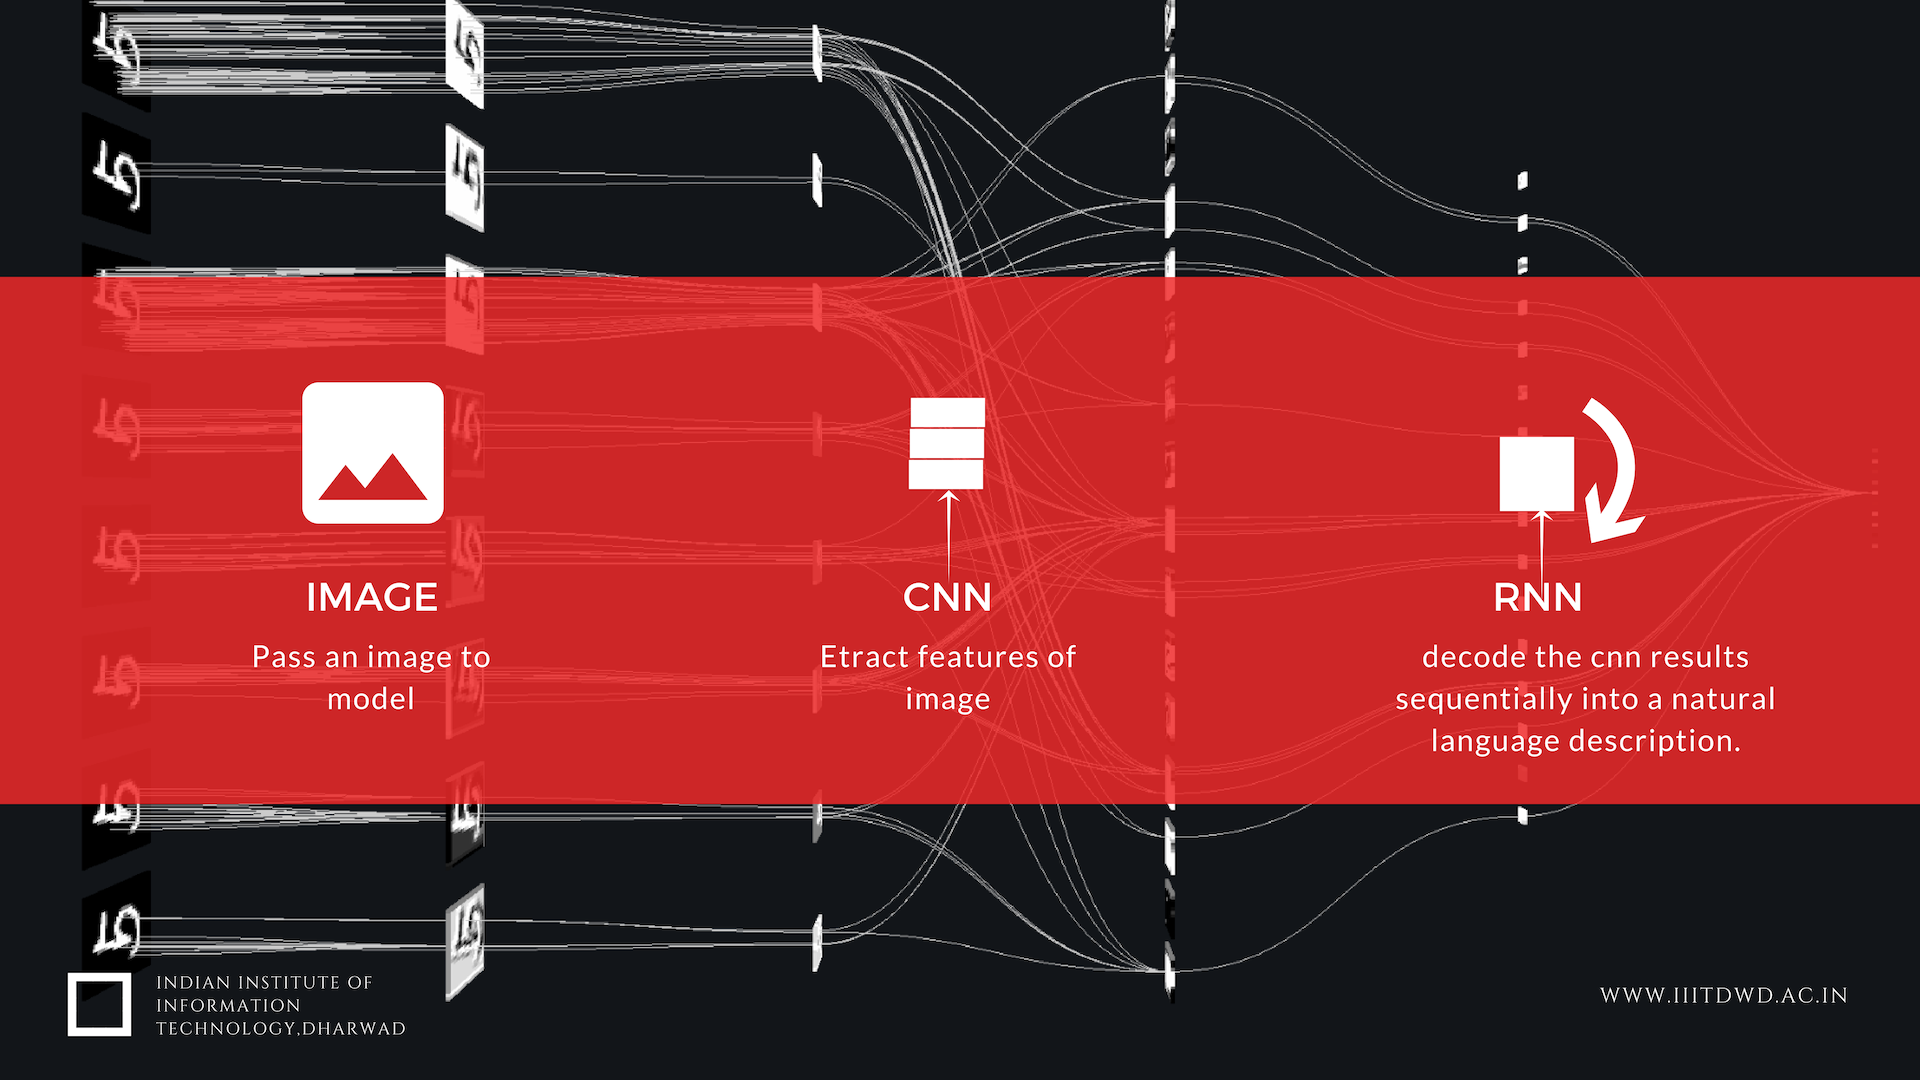 IMAGE
Pass an image to
model
CNN
Etract features of
image
RNN
decode the cnn results
sequentially into a natural
language description.
INDIAN INSTITUTE OF
INFORMATION
TECHNOLOGY,DHARWAD
WWW.IIITDWD.AC.IN